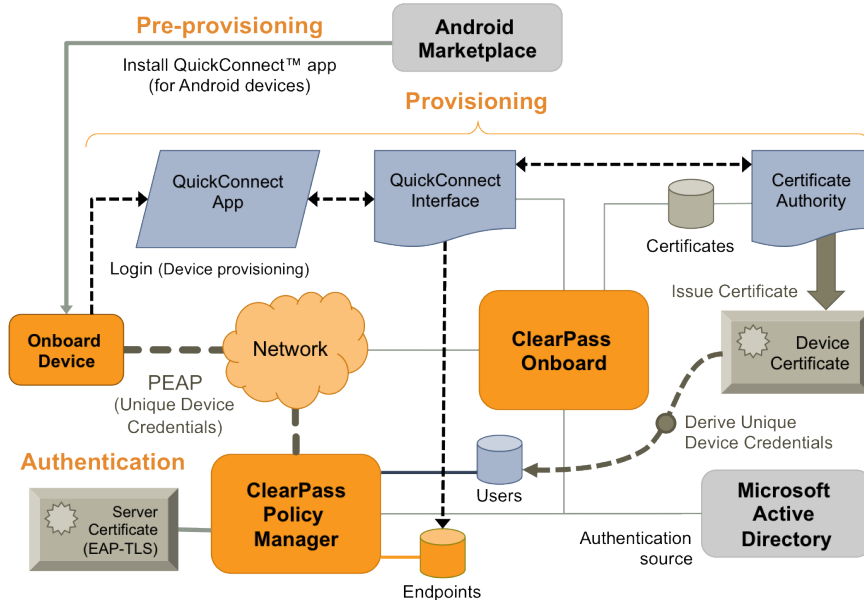 Pre-provisioning
Android
Marketplace
Install QuickConnect™ app
(for Android devices)
Provisioning
QuickConnect
App
QuickConnect
Interface
Certificate
Authority
Certificates
Login (Device provisioning)
Issue Certificate
Onboard
Device
Network
ClearPass
Onboard
Device
Certificate
PEAP
(Unique Device
Credentials)
Derive Unique
Device Credentials
Authentication
Server
Certificate
(EAP-TLS)
ClearPass
Policy
Manager
Users
Endpoints
Authentication
source
Microsoft
Active
Directory